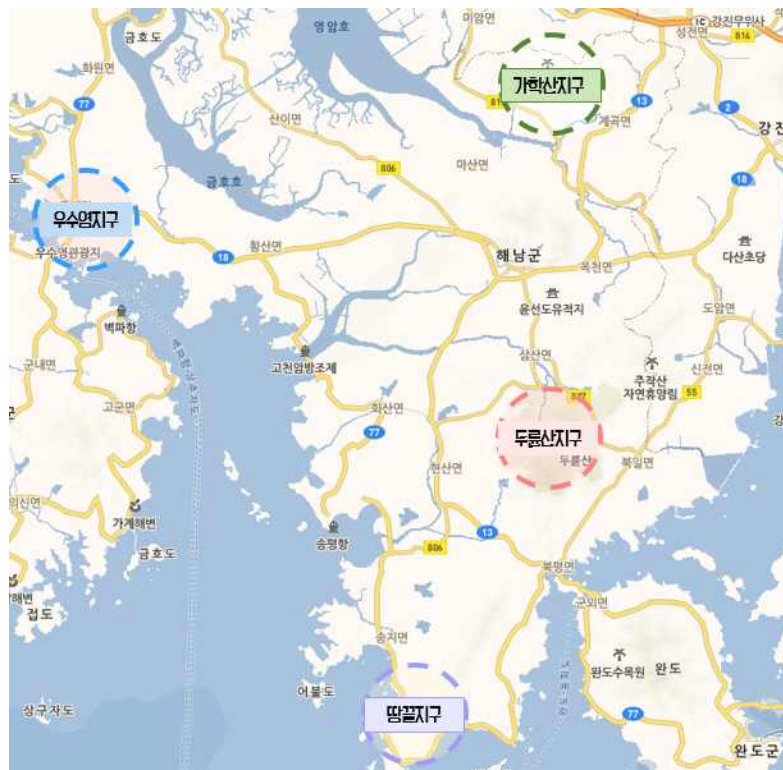 영암호
미암면
IC 강진무위사
성전면
814
금호도
화원면
가학산지구
77
13
산이면
계곡면
2
강진
806
마산면
금호호
18
우수영지구
우수영관광지
황산면
18
해남군
옥천면
다산초당
윤선도유적지
벽파항
도암면
고천암방조제
삼산면
군내면
주작산
자연휴양림
신전면
55
고군면
화산면
77
두륜산지구
두륜산
북일면
현산면
의신면
가계해변
금호도
송평항
13
806
북평면
군외면
접도
송지면
어불도
완도수목원
완도
상구자도
땅끝지구
77
완도군